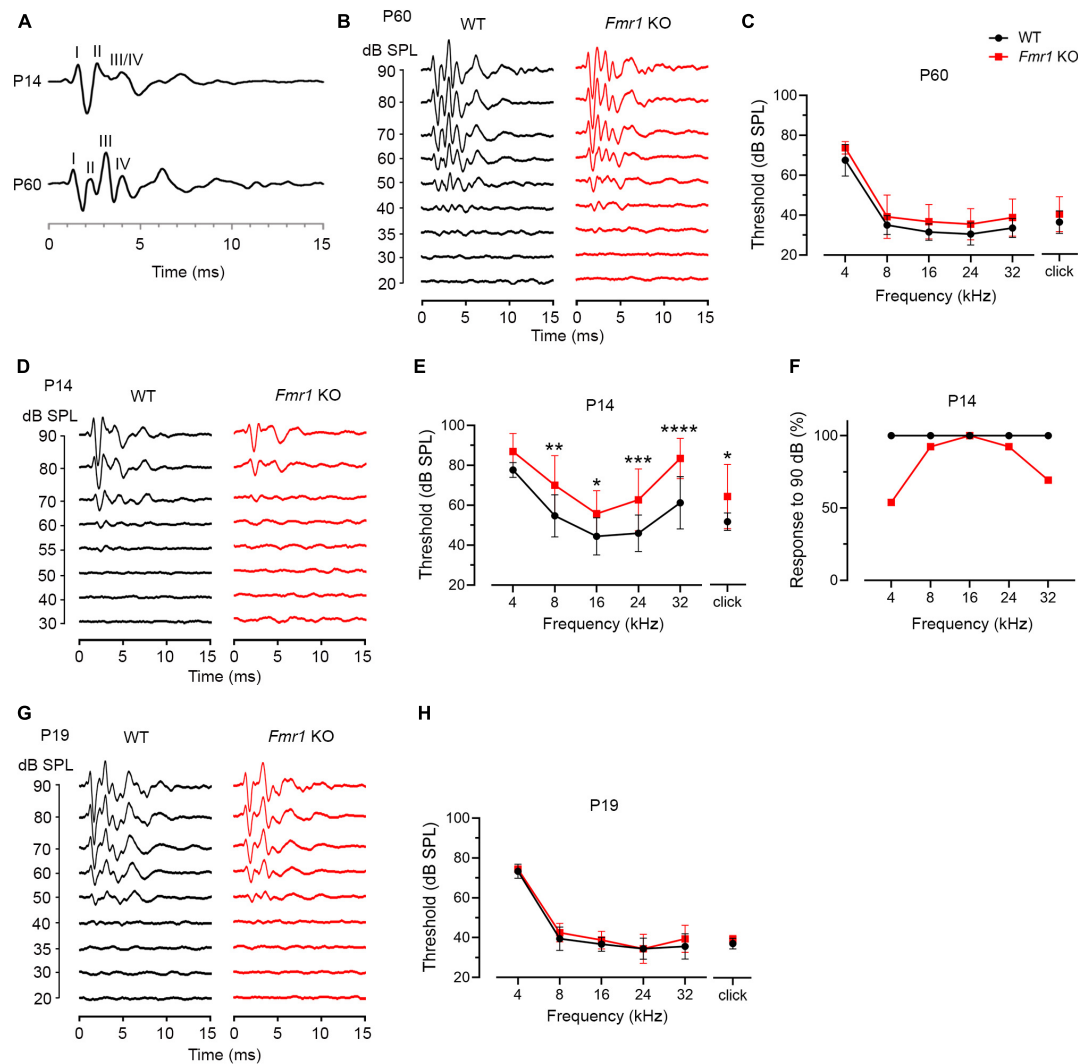 A
I
II
III/IV
P14
III
I
II
IV
P60
0
5
10
15
Time (ms)
B
P60
WT
Fmr1 KO
dB SPL
90
80
70
60
50
40
35
30
20
0
5
10
15
0
5
10
15
Time (ms)
C
WT
Fmr1 KO
P60
Threshold (dB SPL)
100
80
60
40
20
4
8
16
24
32
click
Frequency (kHz)
D
P14
WT
Fmr1 KO
dB SPL
90
80
70
60
55
50
40
30
0
5
10
15
0
5
10
15
Time (ms)
E
P14
Threshold (dB SPL)
100
80
60
40
20
**
*
***
****
*
4
8
16
24
32
click
Frequency (kHz)
F
P14
Response to 90 dB (%)
100
50
0
4
8
16
24
32
Frequency (kHz)
G
P19
WT
Fmr1 KO
dB SPL
90
80
70
60
50
40
35
30
20
0
5
10
15
0
5
10
15
Time (ms)
H
P19
Threshold (dB SPL)
100
80
60
40
20
4
8
16
24
32
click
Frequency (kHz)